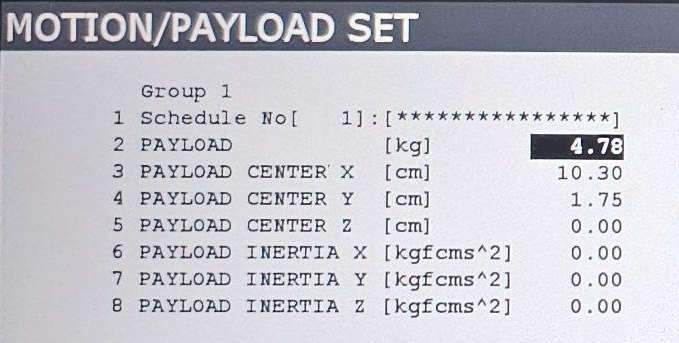 MOTION/PAYLOAD SET
Group 1
1 Schedule No[ 1]:[****************]
2 PAYLOAD [kg] 4.78
3 PAYLOAD CENTER X [cm] 10.30
4 PAYLOAD CENTER Y [cm] 1.75
5 PAYLOAD CENTER Z [cm] 0.00
6 PAYLOAD INERTIA X [kgfcms^2] 0.00
7 PAYLOAD INERTIA Y [kgfcms^2] 0.00
8 PAYLOAD INERTIA Z [kgfcms^2] 0.00